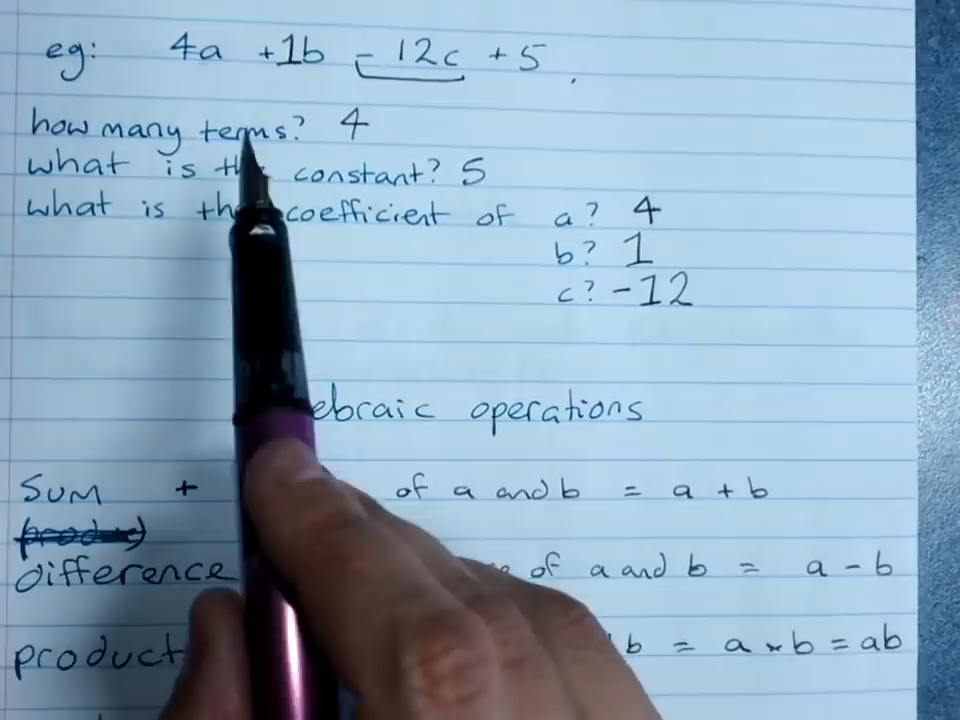 eg: 4a +1b - 12c + 5
how many terms? 4
what is the constant? 5
what is the coefficient of a? 4
b? 1
c? -12
ebraic operations
sum + of a and b = a + b
difference of a and b = a - b
product b = a × b = ab